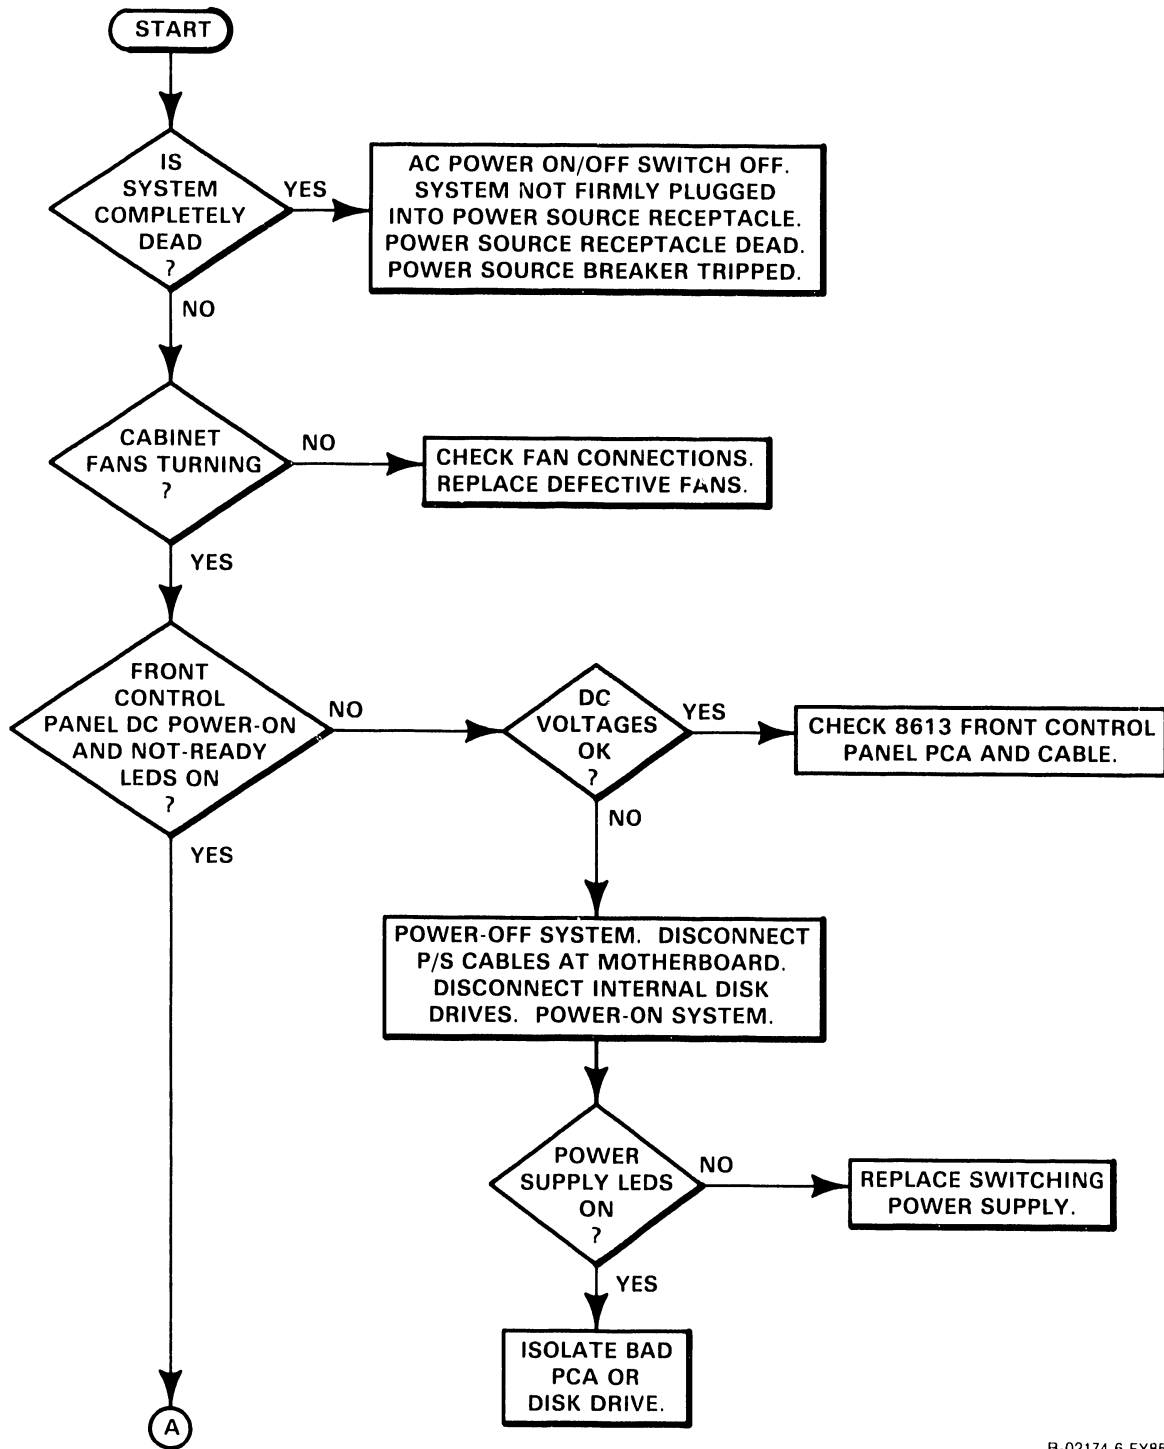 START
IS
SYSTEM
COMPLETELY
DEAD
?
YES
AC POWER ON/OFF SWITCH OFF.
SYSTEM NOT FIRMLY PLUGGED
INTO POWER SOURCE RECEPTACLE.
POWER SOURCE RECEPTACLE DEAD.
POWER SOURCE BREAKER TRIPPED.
NO
CABINET
FANS TURNING
?
NO
CHECK FAN CONNECTIONS.
REPLACE DEFECTIVE FANS.
YES
FRONT
CONTROL
PANEL DC POWER-ON
AND NOT-READY
LEDS ON
?
NO
DC
VOLTAGES
OK
?
YES
CHECK 8613 FRONT CONTROL
PANEL PCA AND CABLE.
NO
YES
POWER-OFF SYSTEM. DISCONNECT
P/S CABLES AT MOTHERBOARD.
DISCONNECT INTERNAL DISK
DRIVES. POWER-ON SYSTEM.
POWER
SUPPLY LEDS
ON
?
NO
REPLACE SWITCHING
POWER SUPPLY.
YES
ISOLATE BAD
PCA OR
DISK DRIVE.
A